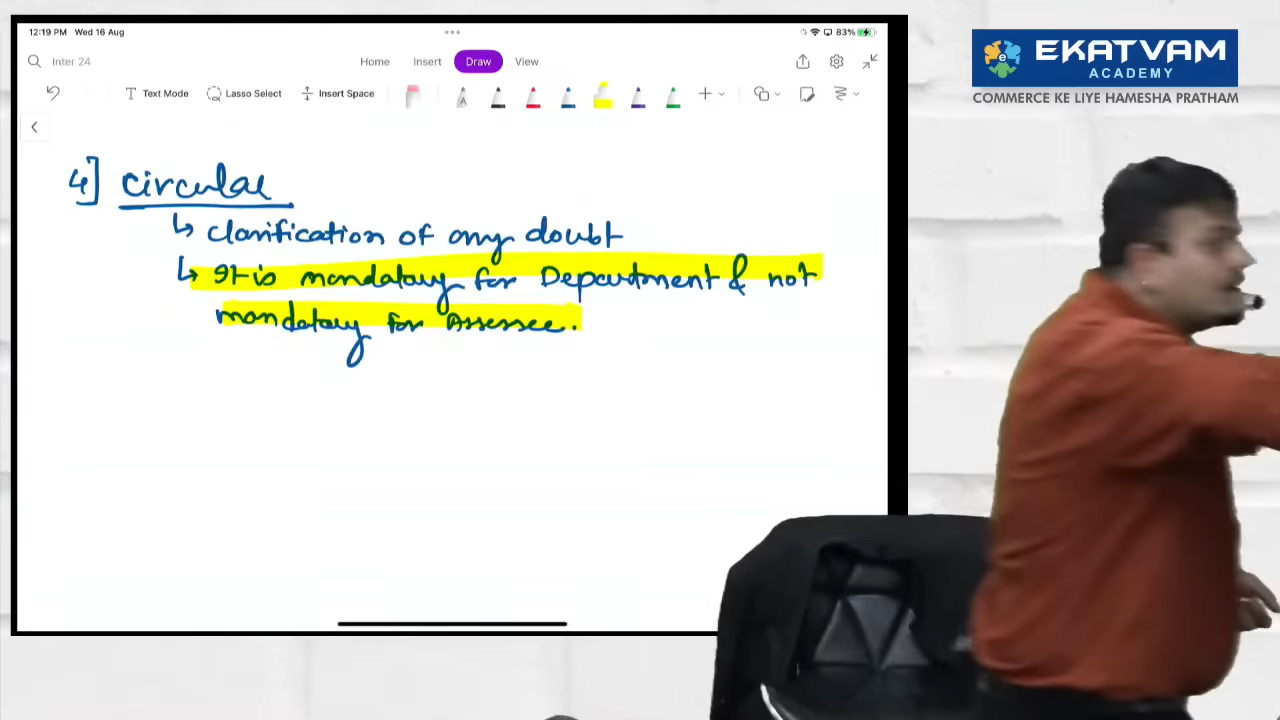 12:19 PM Wed 16 Aug
83%
Inter 24
Home Insert Draw View
Text Mode Lasso Select Insert Space
4] Circular
↳ Clarification of any doubt
↳ It is mandatory for Department & not
mandatory for Assessee.
EKATVAM
ACADEMY
COMMERCE KE LIYE HAMESHA PRATHAM